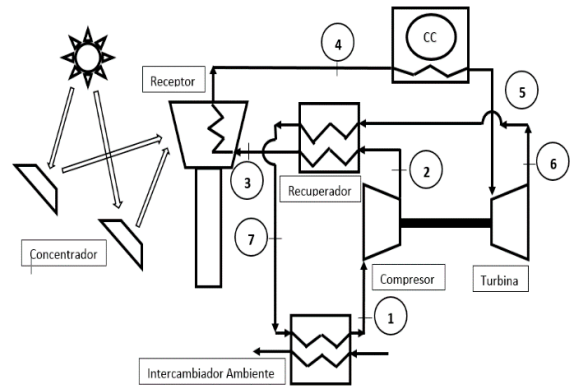 CC
4
Receptor
5
2
6
3
Recuperador
7
Concentrador
Compresor
Turbina
1
Intercambiador Ambiente